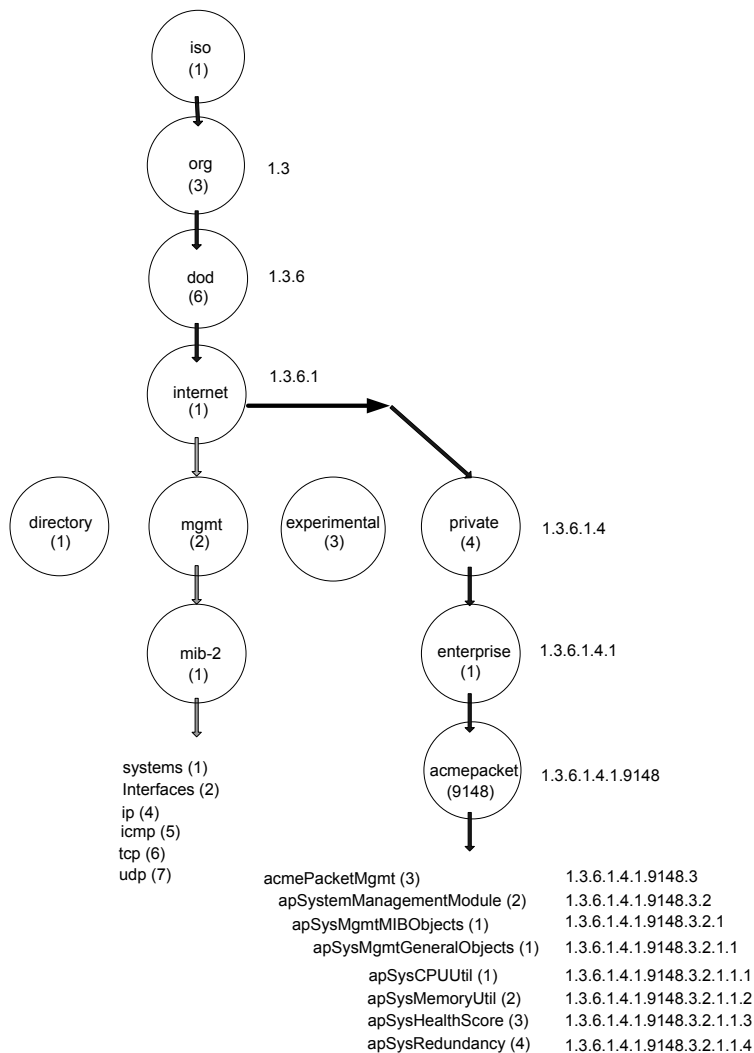 iso
(1)
org
(3)
1.3
dod
(6)
1.3.6
internet
(1)
1.3.6.1
directory
(1)
mgmt
(2)
experimental
(3)
private
(4)
1.3.6.1.4
mib-2
(1)
enterprise
(1)
1.3.6.1.4.1
acmepacket
(9148)
1.3.6.1.4.1.9148
systems (1)
Interfaces (2)
ip (4)
icmp (5)
tcp (6)
udp (7)
acmePacketMgmt (3) 1.3.6.1.4.1.9148.3
apSystemManagementModule (2) 1.3.6.1.4.1.9148.3.2
apSysMgmtMIBObjects (1) 1.3.6.1.4.1.9148.3.2.1
apSysMgmtGeneralObjects (1) 1.3.6.1.4.1.9148.3.2.1.1
apSysCPUUtil (1) 1.3.6.1.4.1.9148.3.2.1.1.1
apSysMemoryUtil (2) 1.3.6.1.4.1.9148.3.2.1.1.2
apSysHealthScore (3) 1.3.6.1.4.1.9148.3.2.1.1.3
apSysRedundancy (4) 1.3.6.1.4.1.9148.3.2.1.1.4